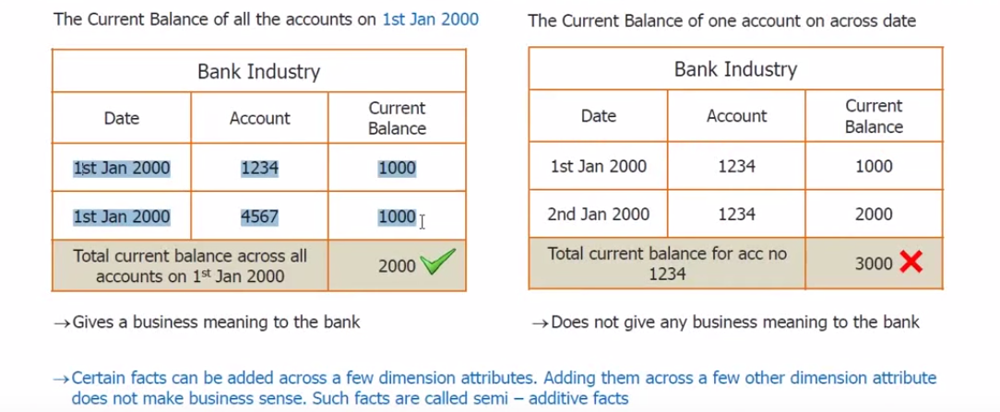 The Current Balance of all the accounts on 1st Jan 2000
Bank Industry
Date Account Current Balance
1st Jan 2000 1234 1000
1st Jan 2000 4567 1000
Total current balance across all
accounts on 1st Jan 2000 2000
→Gives a business meaning to the bank
The Current Balance of one account on across date
Bank Industry
Date Account Current Balance
1st Jan 2000 1234 1000
2nd Jan 2000 1234 2000
Total current balance for acc no
1234 3000
→Does not give any business meaning to the bank
→Certain facts can be added across a few dimension attributes. Adding them across a few other dimension attribute
does not make business sense. Such facts are called semi – additive facts